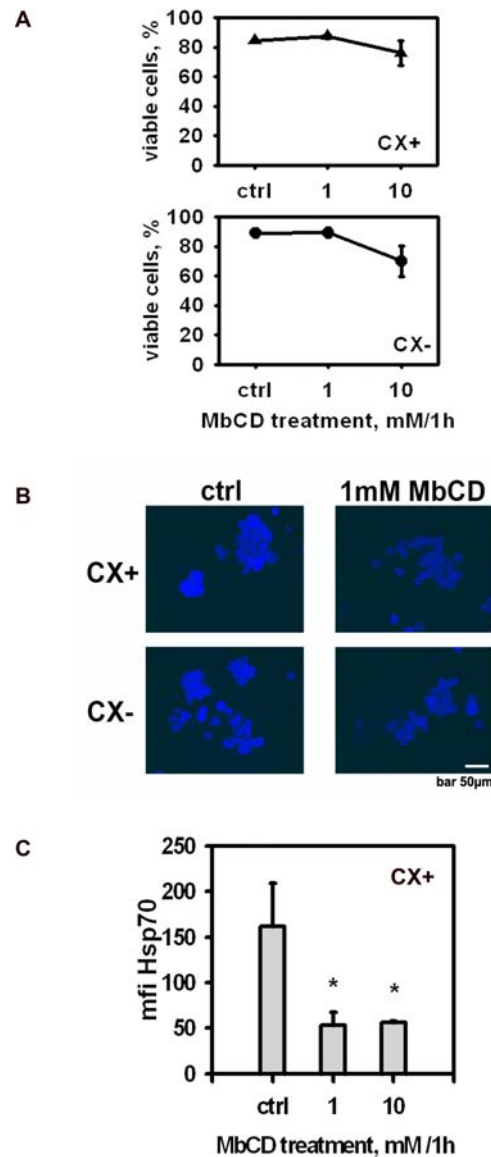 A
viable cells, %
100
80
60
40
20
0
CX+
ctrl 1 10
viable cells, %
100
80
60
40
20
0
CX-
ctrl 1 10
MbCD treatment, mM/1h
B
ctrl 1mM MbCD
CX+
CX-
bar 50µm
C
mfi Hsp70
250
200
150
100
50
0
CX+
* *
ctrl 1 10
MbCD treatment, mM /1h